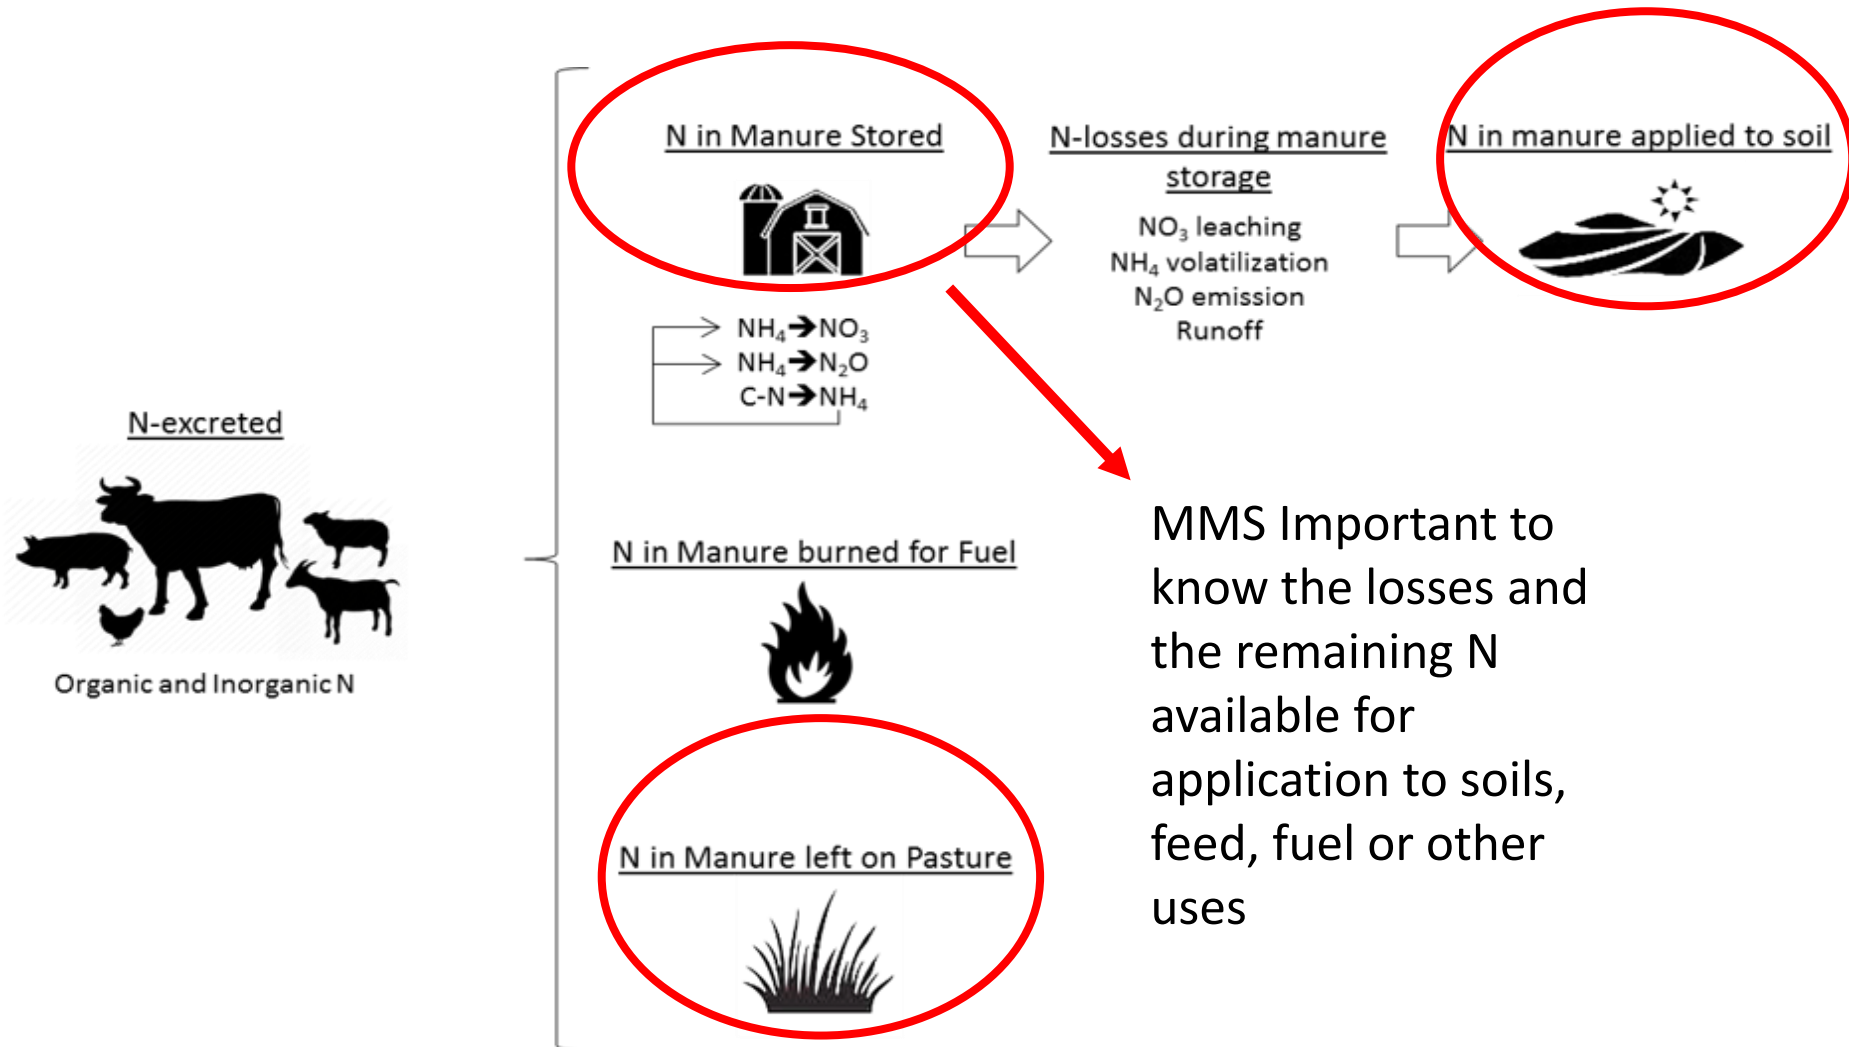 N-excreted
Organic and Inorganic N
N in Manure Stored
NH₄➔NO₃
NH₄➔N₂O
C-N➔NH₄
N-losses during manure
storage
NO₃ leaching
NH₄ volatilization
N₂O emission
Runoff
N in manure applied to soil
N in Manure burned for Fuel
N in Manure left on Pasture
MMS Important to
know the losses and
the remaining N
available for
application to soils,
feed, fuel or other
uses